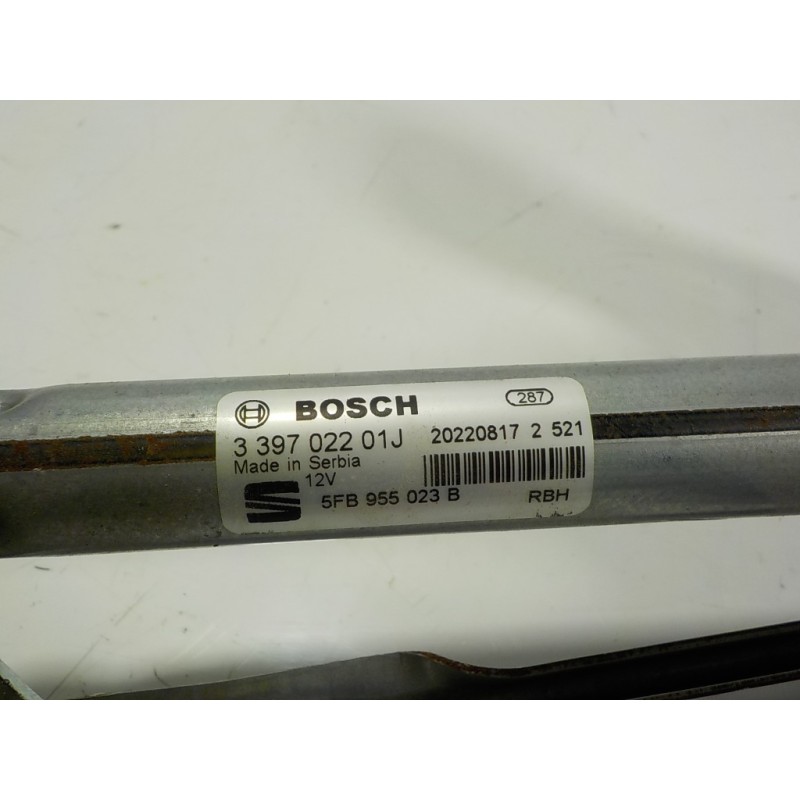 BOSCH 287
3 397 022 01J 20220817 2 521
Made in Serbia
12V
5FB 955 023 B RBH